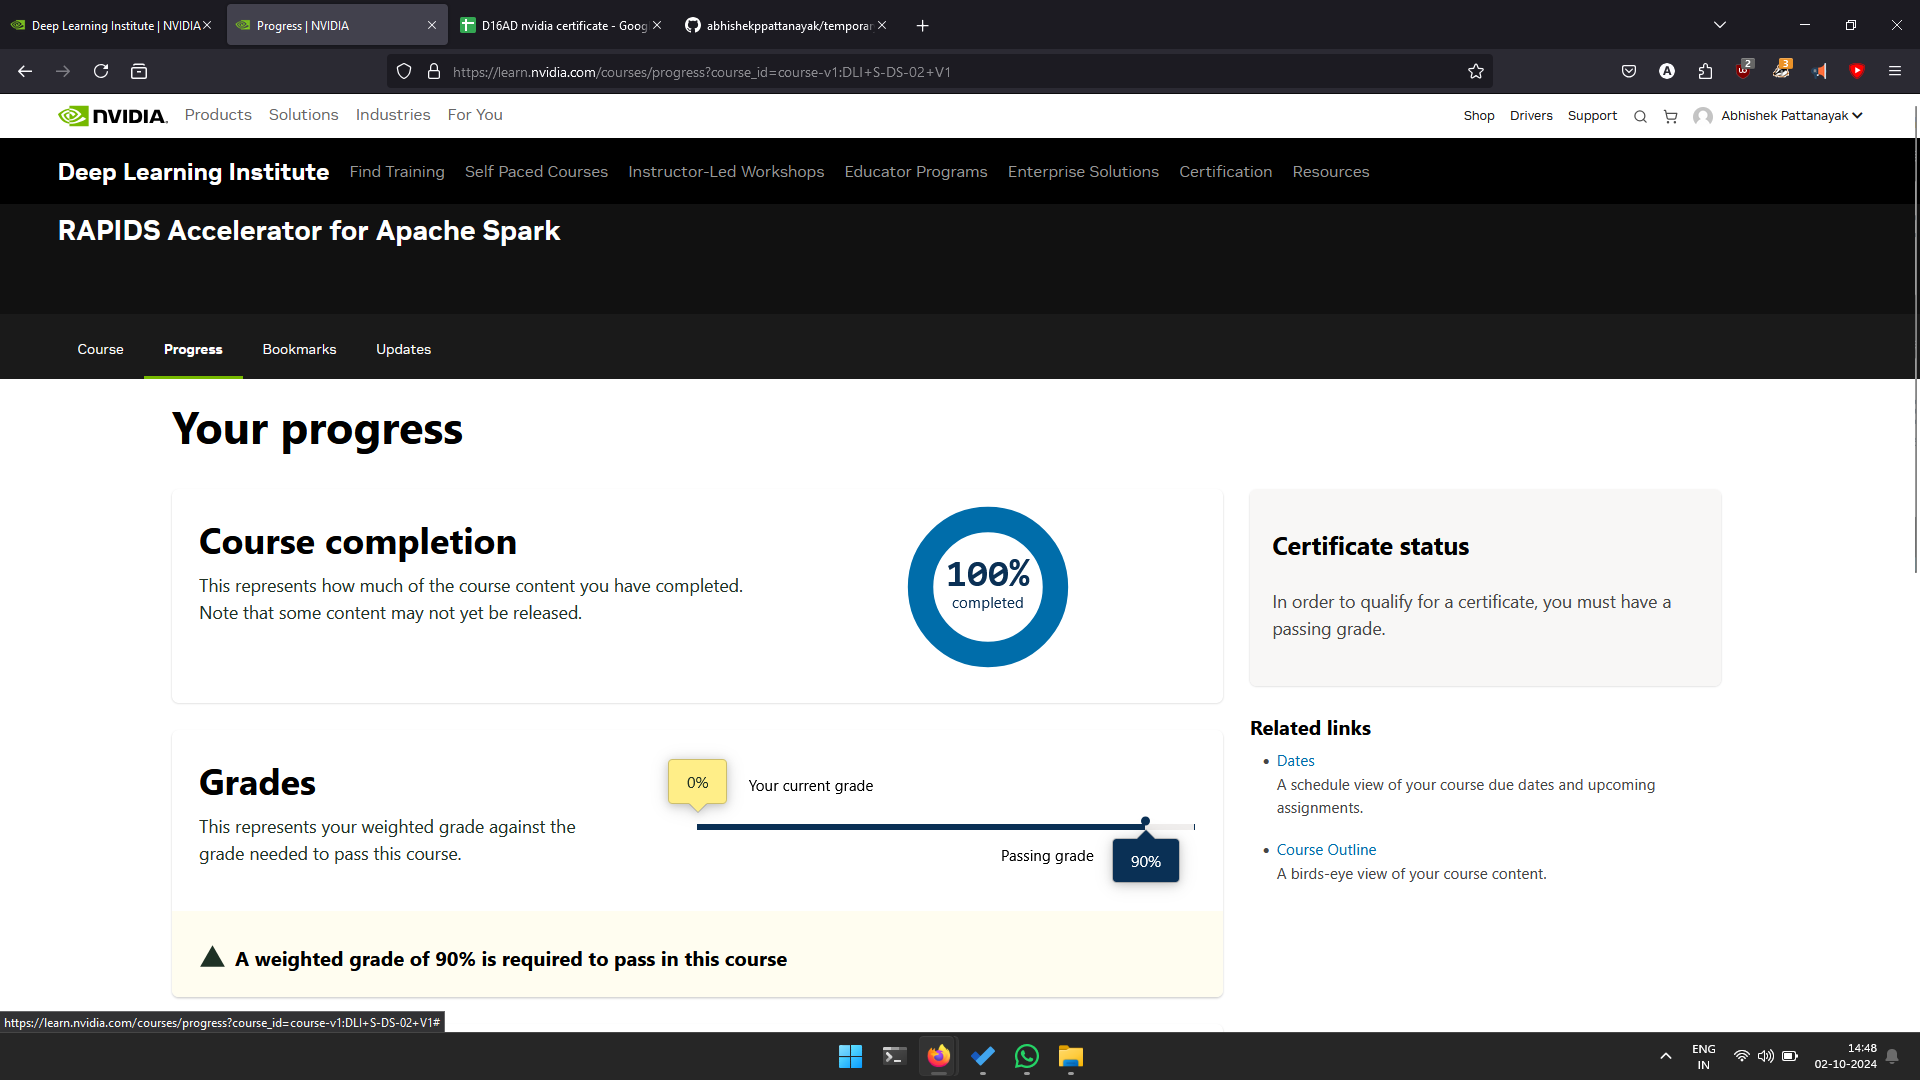 Deep Learning Institute | NVIDIA
Progress | NVIDIA
D16AD nvidia certificate - Goog
abhishekppattanayak/temporar
https://learn.nvidia.com/courses/progress?course_id=course-v1:DLI+S-DS-02+V1
A
2
3
NVIDIA.
Products
Solutions
Industries
For You
Shop
Drivers
Support
Abhishek Pattanayak
Deep Learning Institute
Find Training
Self Paced Courses
Instructor-Led Workshops
Educator Programs
Enterprise Solutions
Certification
Resources
RAPIDS Accelerator for Apache Spark
Course
Progress
Bookmarks
Updates
Your progress
Course completion
This represents how much of the course content you have completed.
Note that some content may not yet be released.
100%
completed
Certificate status
In order to qualify for a certificate, you must have a
passing grade.
Grades
This represents your weighted grade against the
grade needed to pass this course.
0%
Your current grade
Passing grade
90%
A weighted grade of 90% is required to pass in this course
Related links
Dates
A schedule view of your course due dates and upcoming
assignments.
Course Outline
A birds-eye view of your course content.
https://learn.nvidia.com/courses/progress?course_id=course-v1:DLI+S-DS-02+V1#
ENG
IN
14:48
02-10-2024